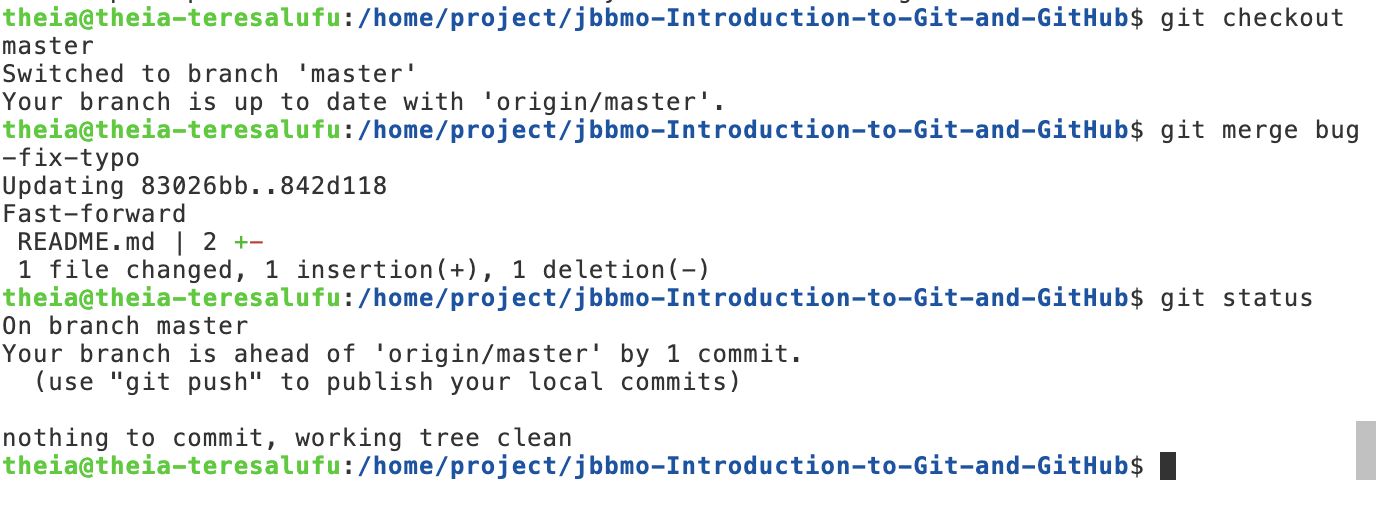 theia@theia-teresalufu:/home/project/jbbmo-Introduction-to-Git-and-GitHub$ git checkout
master
Switched to branch 'master'
Your branch is up to date with 'origin/master'.
theia@theia-teresalufu:/home/project/jbbmo-Introduction-to-Git-and-GitHub$ git merge bug
-fix-typo
Updating 83026bb..842d118
Fast-forward
 README.md | 2 +-
 1 file changed, 1 insertion(+), 1 deletion(-)
theia@theia-teresalufu:/home/project/jbbmo-Introduction-to-Git-and-GitHub$ git status
On branch master
Your branch is ahead of 'origin/master' by 1 commit.
  (use "git push" to publish your local commits)

nothing to commit, working tree clean
theia@theia-teresalufu:/home/project/jbbmo-Introduction-to-Git-and-GitHub$